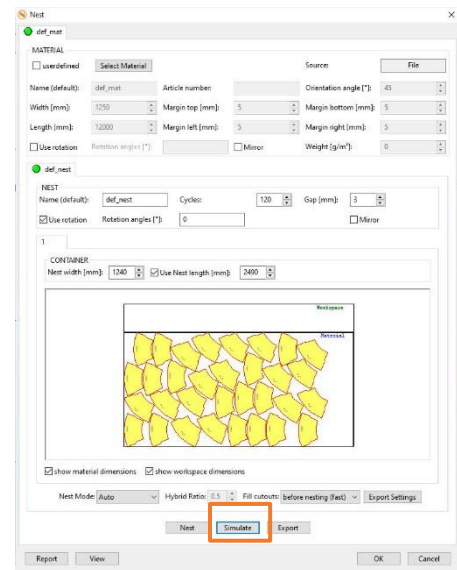 Nest
def_mat
MATERIAL
userdefined Select Material Source: File
Name (default): def_mat Article number: Orientation angle [°]: 45
Width [mm]: 1250 Margin top [mm]: 5 Margin bottom [mm]: 5
Length [mm]: 12000 Margin left [mm]: 5 Margin right [mm]: 5
Use rotation Rotation angles [°]: Mirror Weight [g/m²]: 0
def_nest
NEST
Name (default): def_nest Cycles: 120 Gap [mm]: 3
Use rotation Rotation angles [°]: 0 Mirror
1
CONTAINER
Nest width [mm]: 1240 Use Nest length [mm]: 2490
Workspace
Material
show material dimensions show workspace dimensions
Nest Mode: Auto Hybrid Ratio: 0.5 Fill cutouts: before nesting (fast) Export Settings
Nest Simulate Export
Report View OK Cancel